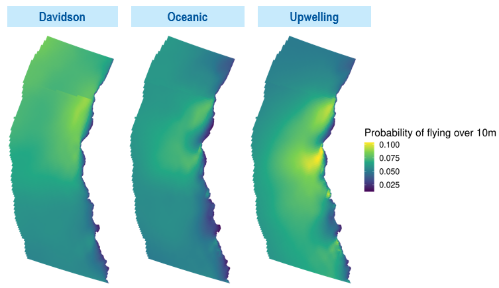 Davidson
Oceanic
Upwelling
Probability of flying over 10m
0.100
0.075
0.050
0.025